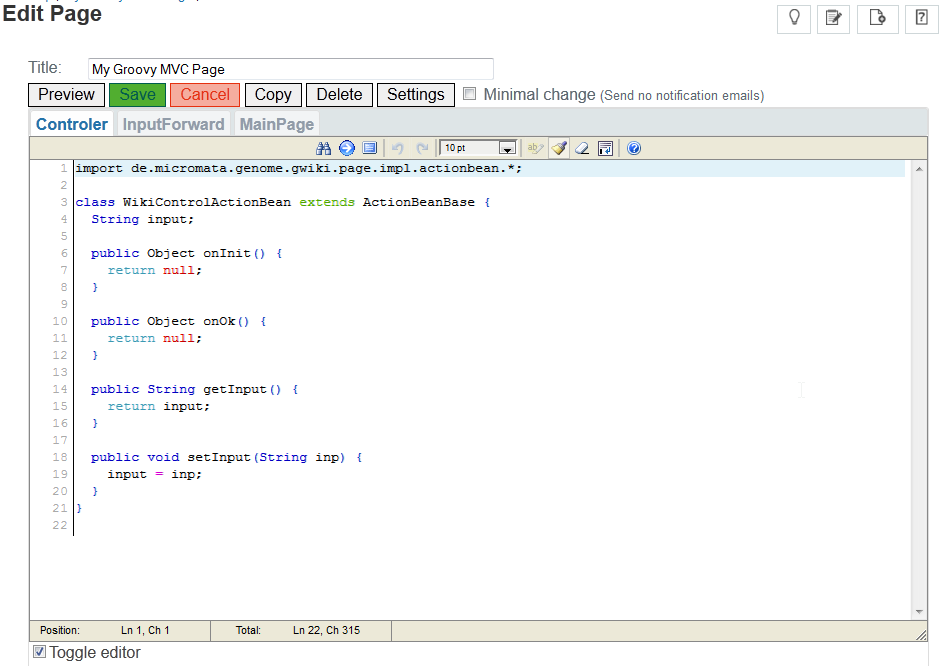 Edit Page
Title: My Groovy MVC Page
Preview Save Cancel Copy Delete Settings Minimal change (Send no notification emails)
Controler InputForward MainPage
10 pt
1 import de.micromata.genome.gwiki.page.impl.actionbean.*;
2
3 class WikiControlActionBean extends ActionBeanBase {
4 String input;
5
6 public Object onInit() {
7 return null;
8 }
9
10 public Object onOk() {
11 return null;
12 }
13
14 public String getInput() {
15 return input;
16 }
17
18 public void setInput(String inp) {
19 input = inp;
20 }
21 }
22
Position: Ln 1, Ch 1 Total: Ln 22, Ch 315
Toggle editor